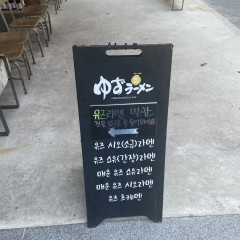 ゆずラーメン
유즈라멘 별관
유즈 시오(소금)라멘
유즈 쇼유(간장)라멘
매운 유즈 쇼유라멘
매운 유즈 시오라멘
유즈 츠케멘